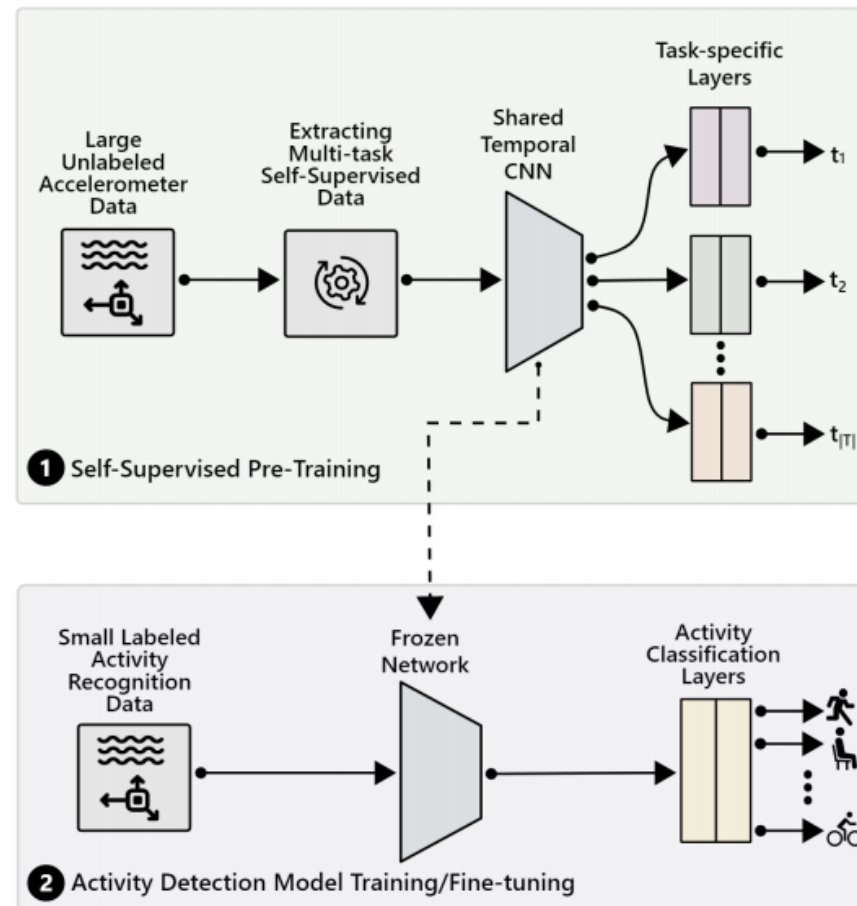 Task-specific
Layers
Shared
Temporal
CNN
Extracting
Multi-task
Self-Supervised
Data
Large
Unlabeled
Accelerometer
Data
t1
t2
t|T|
1 Self-Supervised Pre-Training
Small Labeled
Activity
Recognition
Data
Frozen
Network
Activity
Classification
Layers
2 Activity Detection Model Training/Fine-tuning